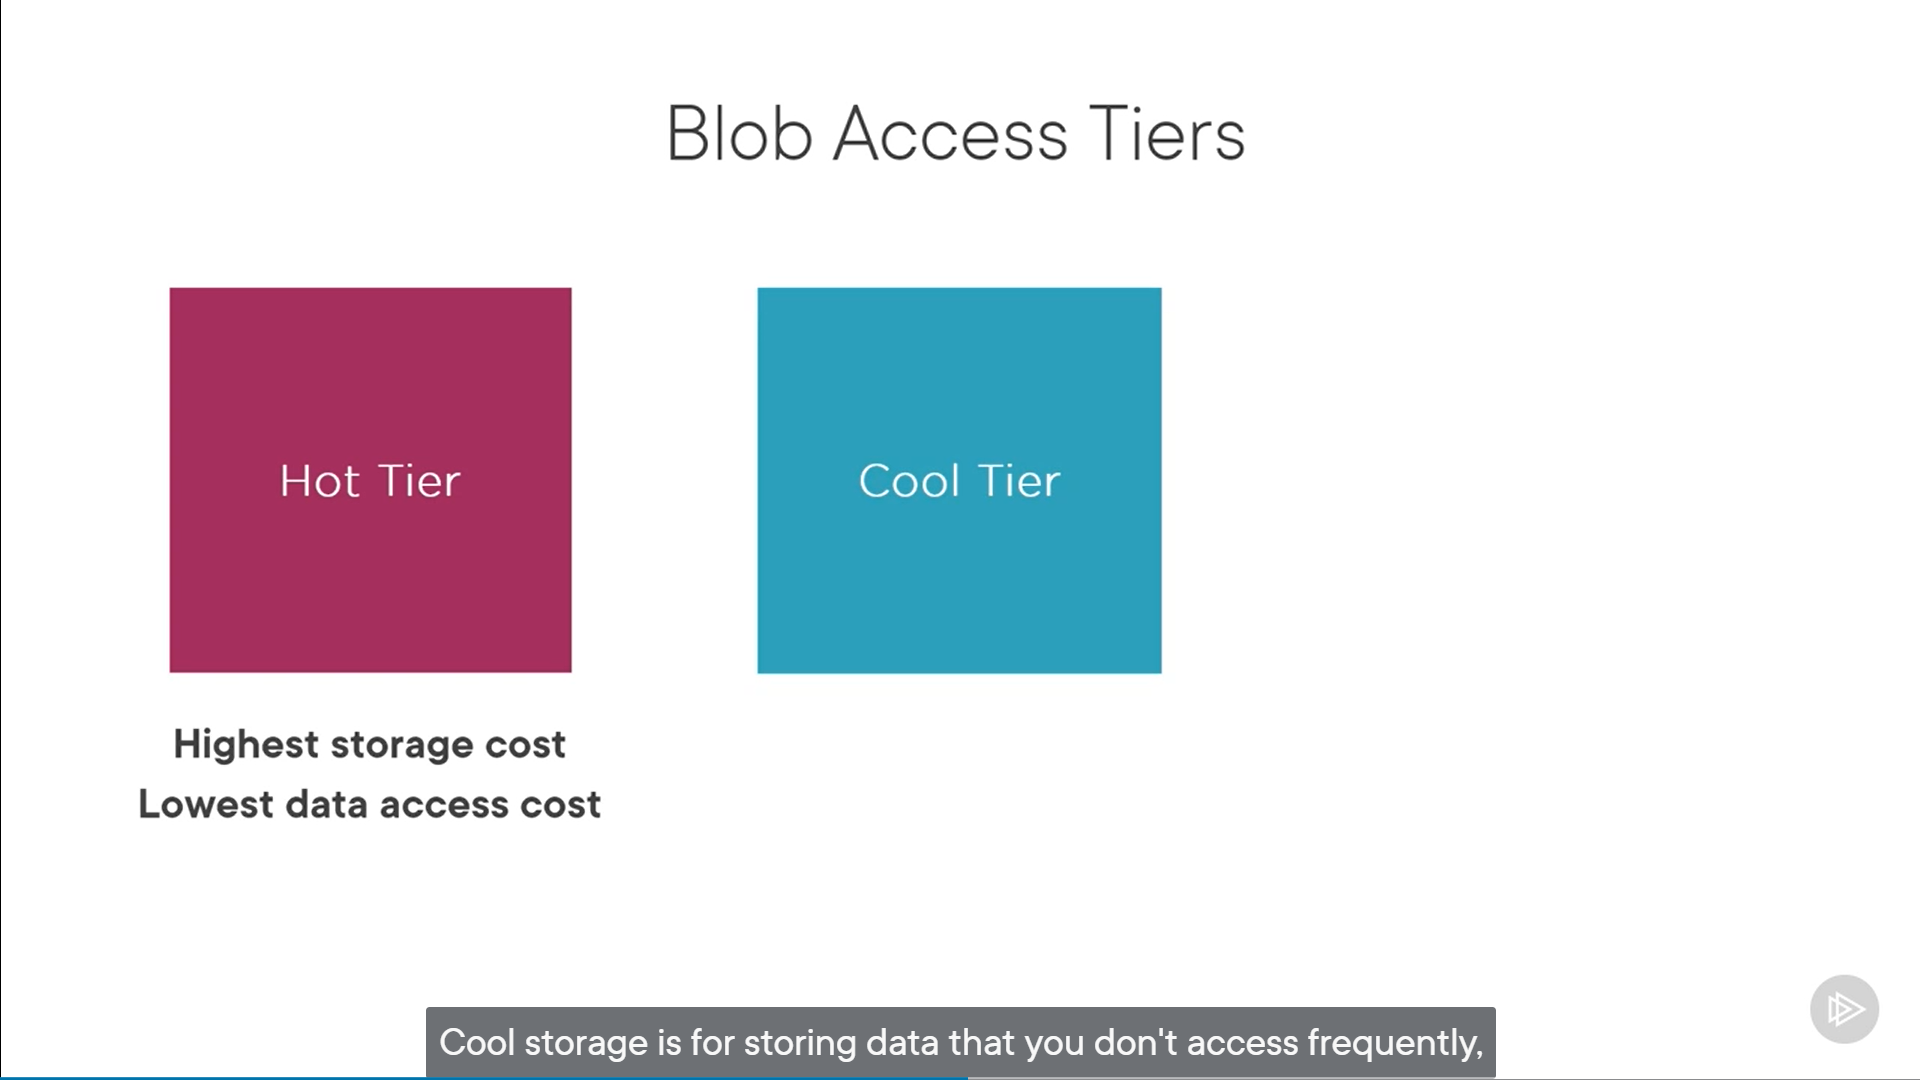 Blob Access Tiers
Hot Tier
Cool Tier
Highest storage cost
Lowest data access cost
Cool storage is for storing data that you don't access frequently,